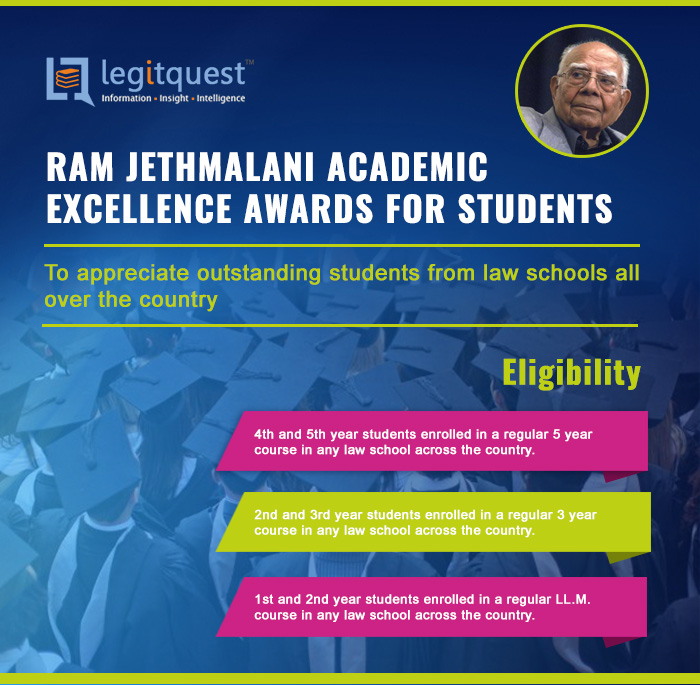 legitquest™
Information • Insight • Intelligence
RAM JETHMALANI ACADEMIC
EXCELLENCE AWARDS FOR STUDENTS
To appreciate outstanding students from law schools all
over the country
Eligibility
4th and 5th year students enrolled in a regular 5 year
course in any law school across the country.
2nd and 3rd year students enrolled in a regular 3 year
course in any law school across the country.
1st and 2nd year students enrolled in a regular LL.M.
course in any law school across the country.